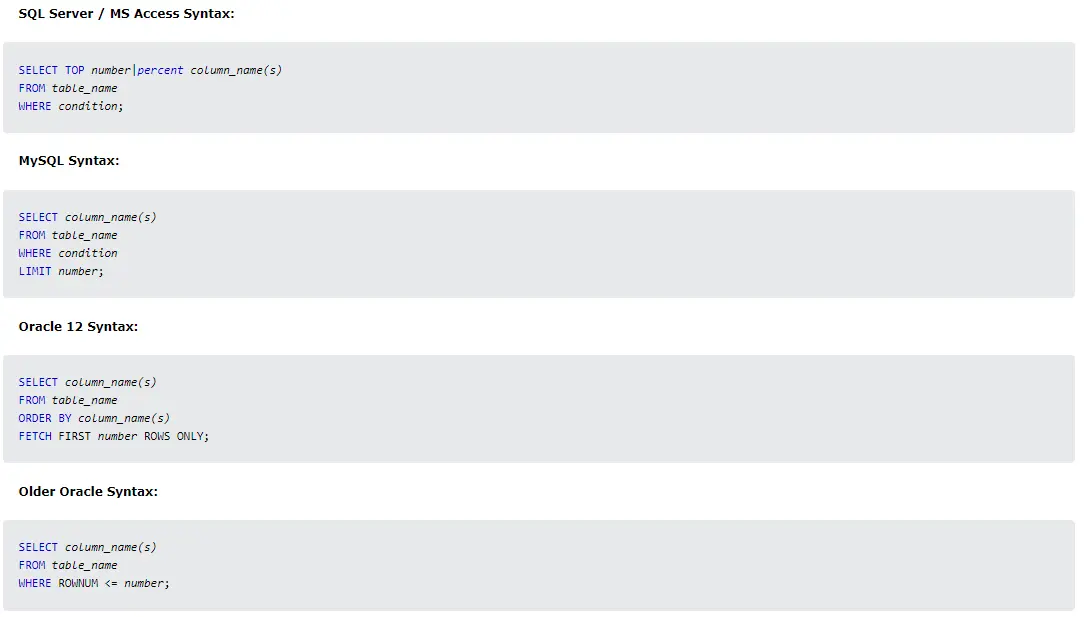 SQL Server / MS Access Syntax:
SELECT TOP number|percent column_name(s)
FROM table_name
WHERE condition;
MySQL Syntax:
SELECT column_name(s)
FROM table_name
WHERE condition
LIMIT number;
Oracle 12 Syntax:
SELECT column_name(s)
FROM table_name
ORDER BY column_name(s)
FETCH FIRST number ROWS ONLY;
Older Oracle Syntax:
SELECT column_name(s)
FROM table_name
WHERE ROWNUM <= number;